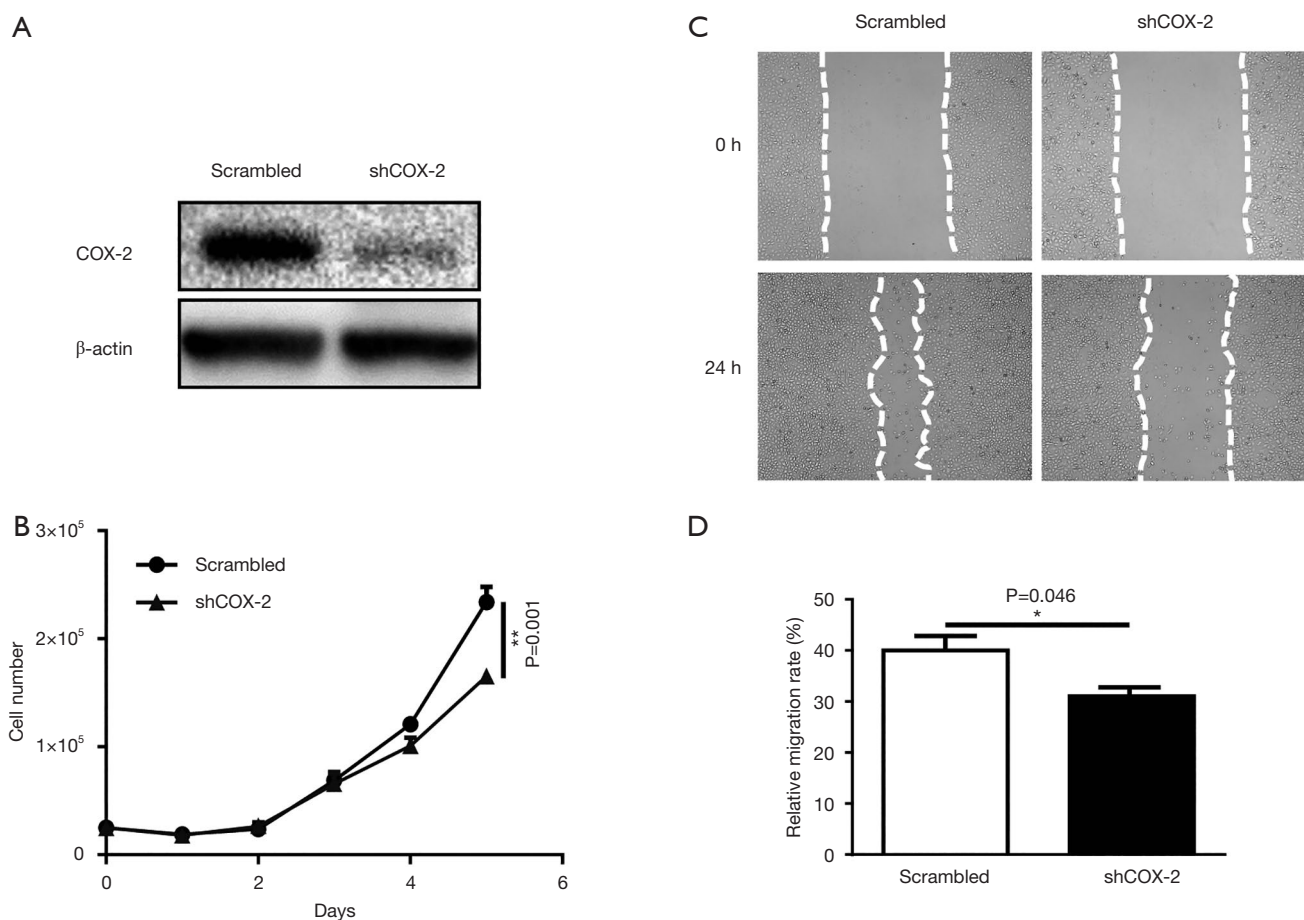 A
Scrambled shCOX-2
COX-2
β-actin
B
3×10⁵
2×10⁵
1×10⁵
0
Cell number
Scrambled
shCOX-2
**
P=0.001
0 2 4 6
Days
C
Scrambled shCOX-2
0 h
24 h
D
P=0.046
*
50
40
30
20
10
0
Relative migration rate (%)
Scrambled shCOX-2